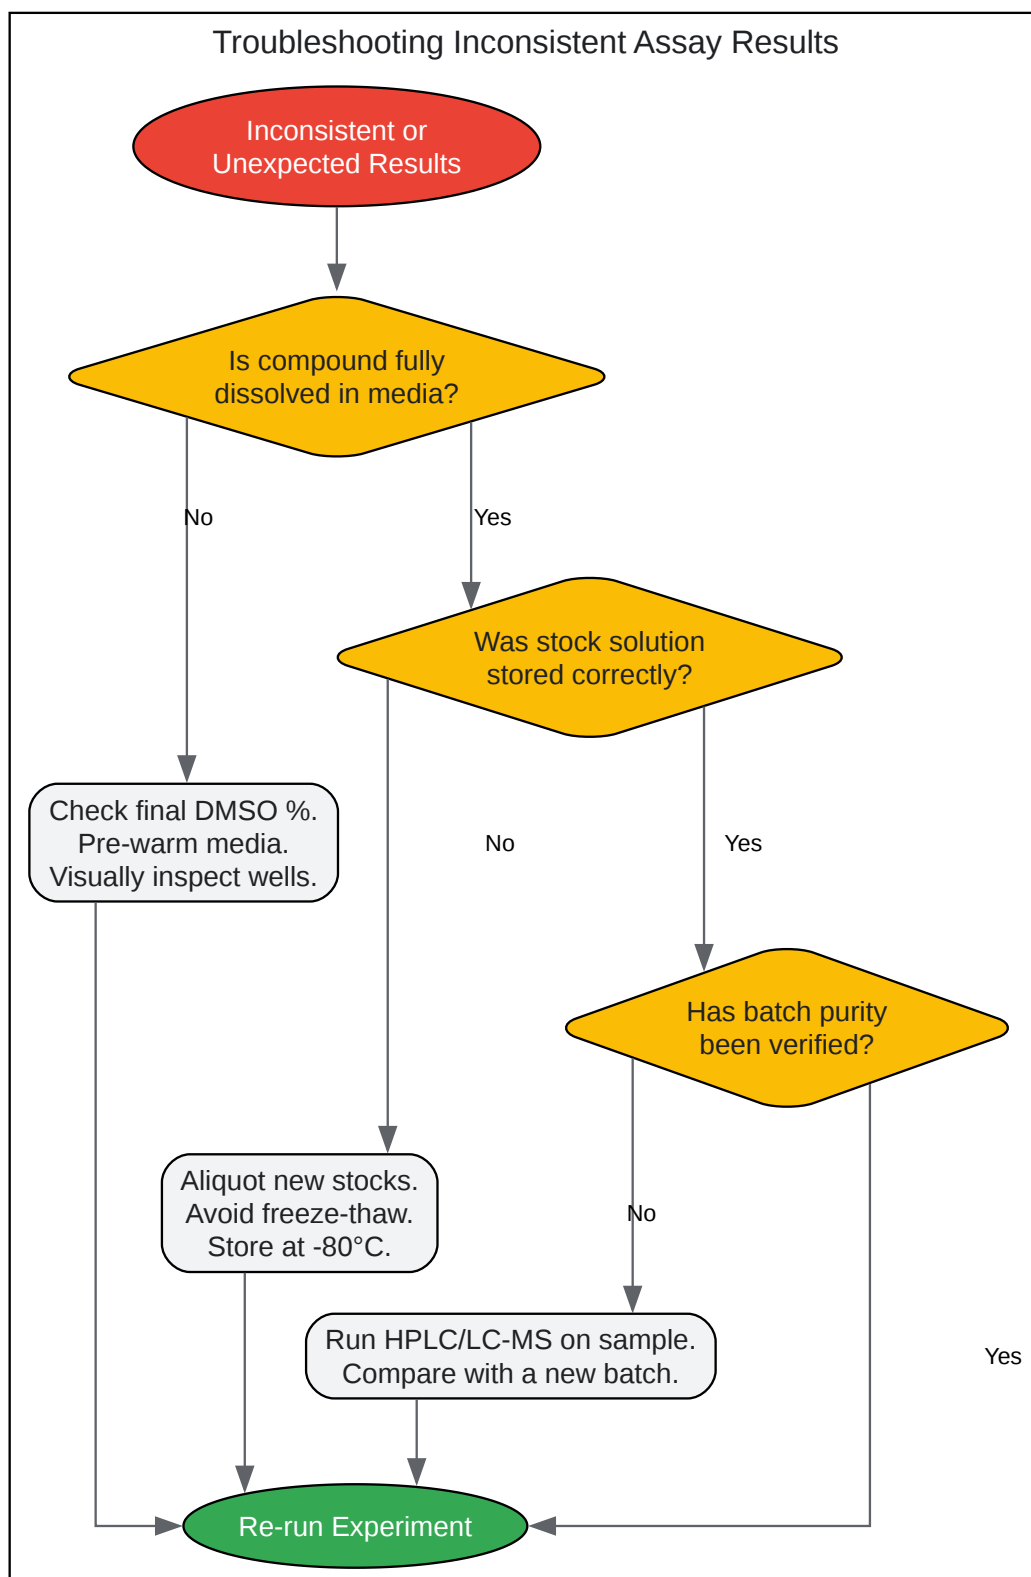 Troubleshooting Inconsistent Assay Results
Inconsistent or
Unexpected Results
Is compound fully
dissolved in media?
No
Yes
Was stock solution
stored correctly?
Check final DMSO %.
Pre-warm media.
Visually inspect wells.
No
Yes
Has batch purity
been verified?
Aliquot new stocks.
Avoid freeze-thaw.
Store at -80°C.
No
Run HPLC/LC-MS on sample.
Compare with a new batch.
Yes
Re-run Experiment